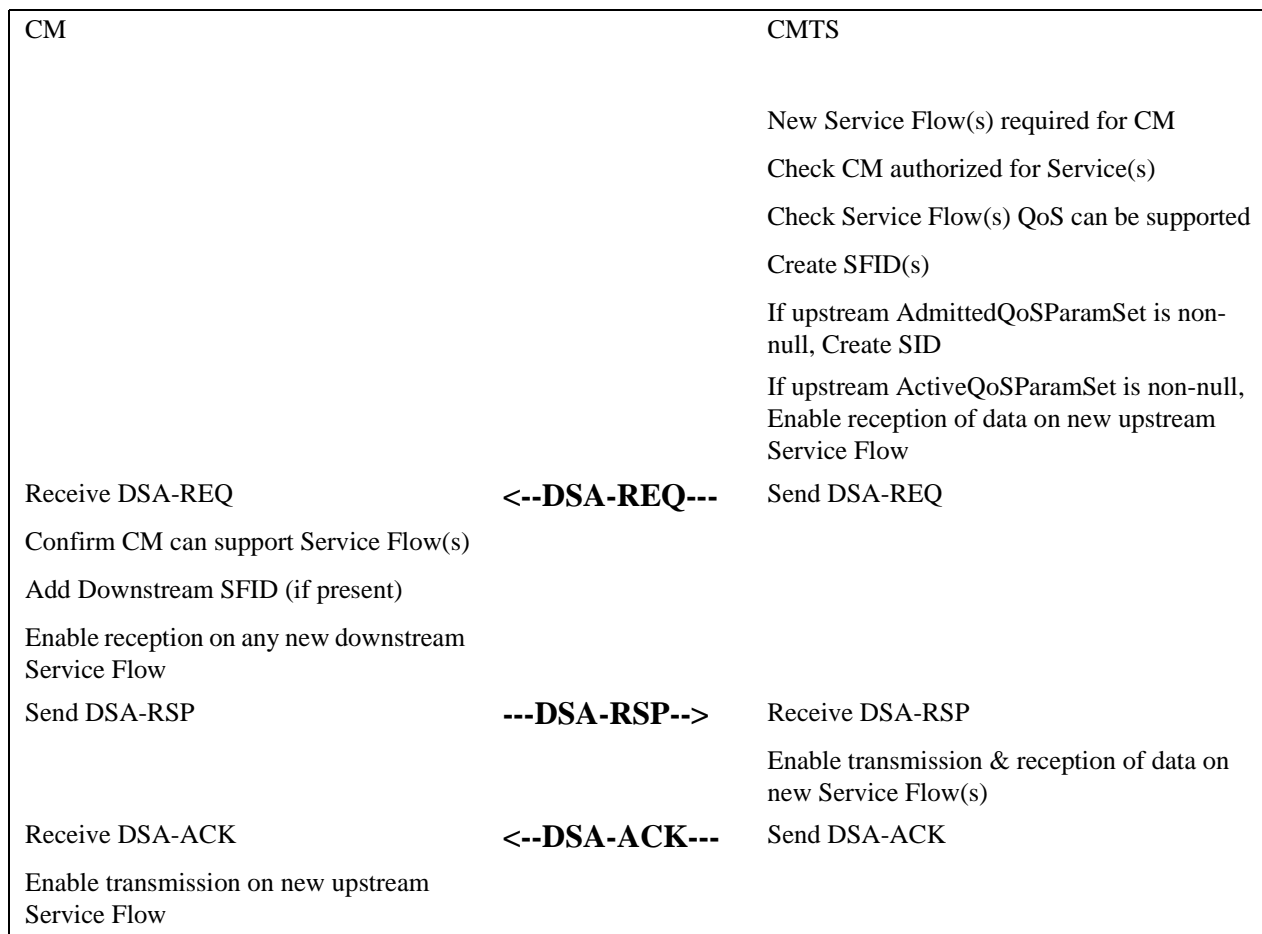 CM CMTS
New Service Flow(s) required for CM
Check CM authorized for Service(s)
Check Service Flow(s) QoS can be supported
Create SFID(s)
If upstream AdmittedQoSParamSet is non-
null, Create SID
If upstream ActiveQoSParamSet is non-null,
Enable reception of data on new upstream
Service Flow
Receive DSA-REQ <--DSA-REQ--- Send DSA-REQ
Confirm CM can support Service Flow(s)
Add Downstream SFID (if present)
Enable reception on any new downstream
Service Flow
Send DSA-RSP ---DSA-RSP--> Receive DSA-RSP
Enable transmission & reception of data on
new Service Flow(s)
Receive DSA-ACK <--DSA-ACK--- Send DSA-ACK
Enable transmission on new upstream
Service Flow